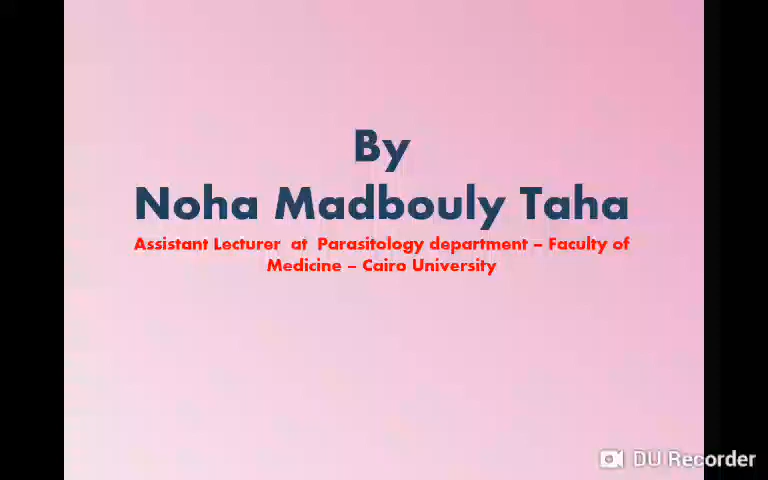 By
Noha Madbouly Taha
Assistant Lecturer at Parasitology department – Faculty of
Medicine – Cairo University
DU Recorder